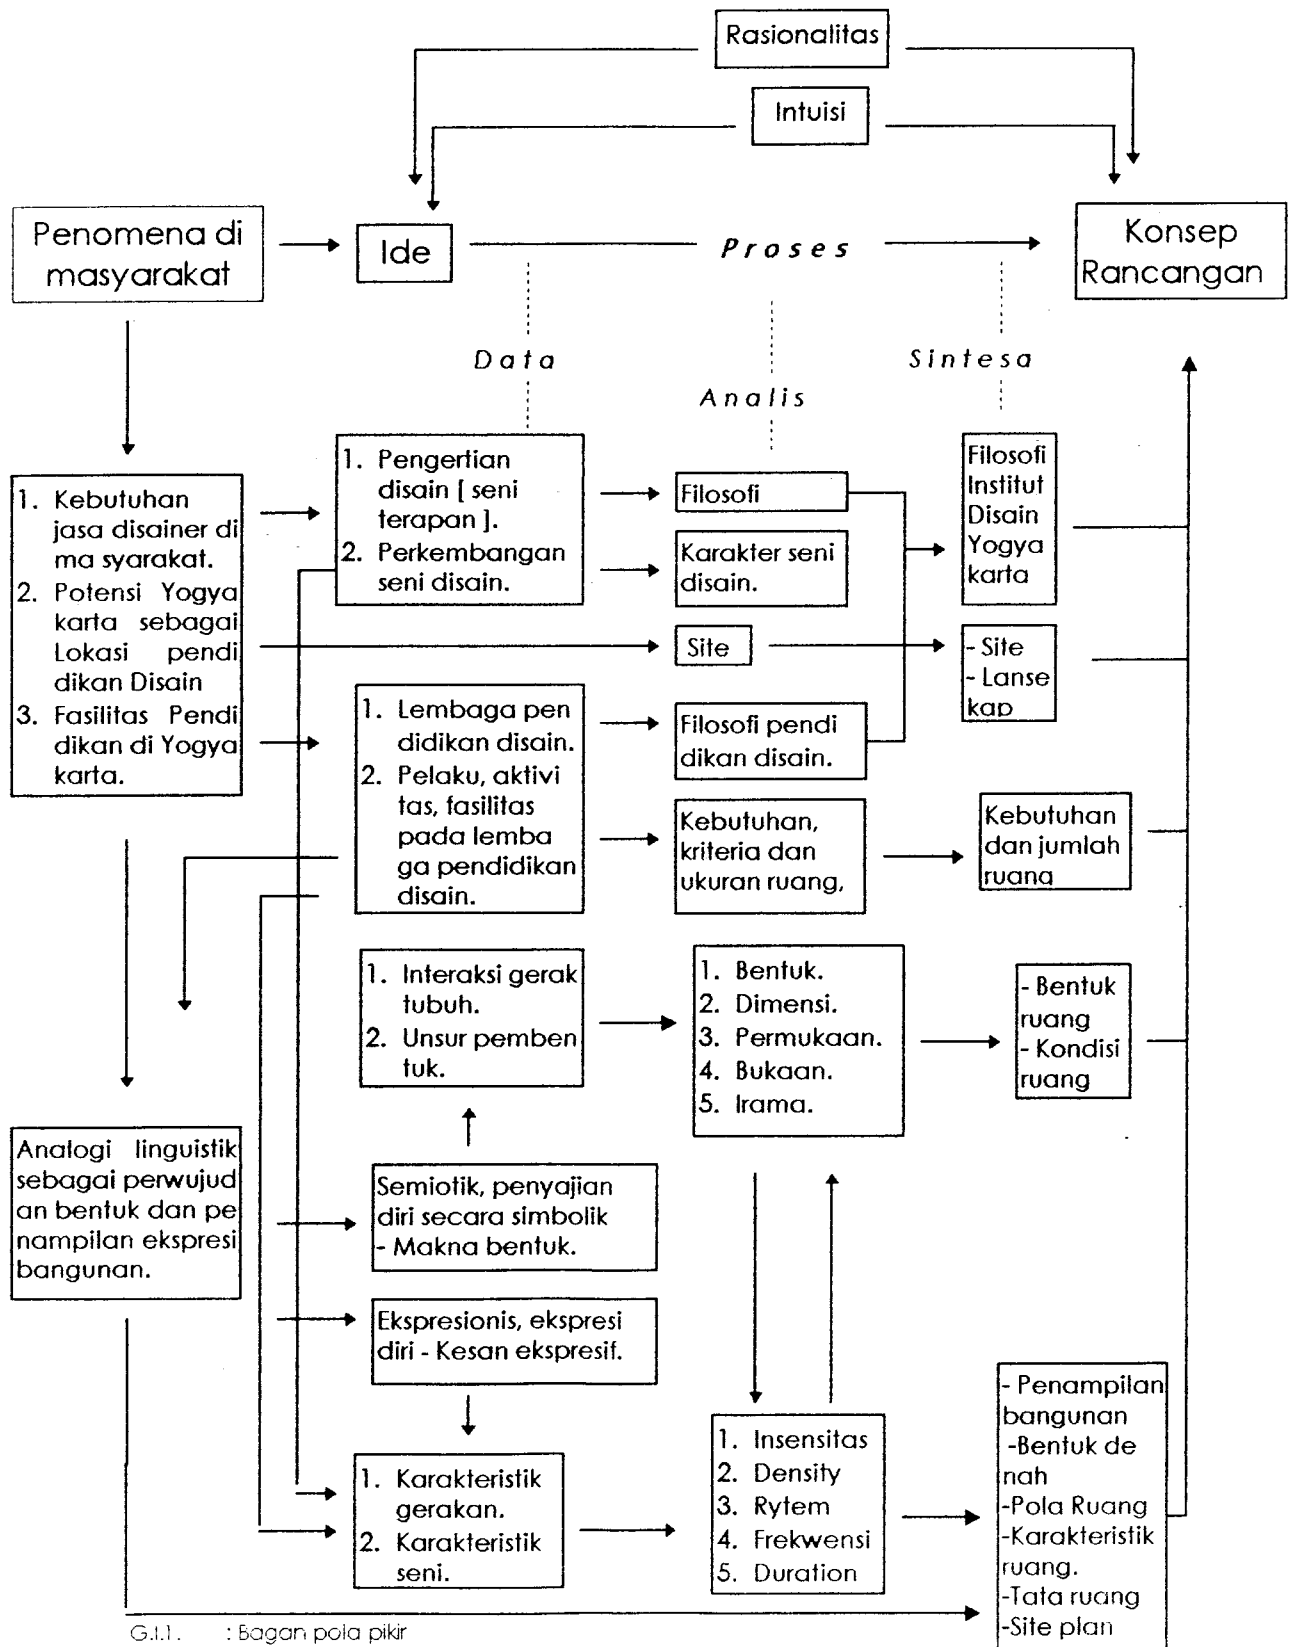 Rasionalitas
Intuisi
Penomena di
masyarakat
Ide
Proses
Konsep
Rancangan
Data
Analis
Sintesa
1. Kebutuhan
jasa disainer di
ma syarakat.
2. Potensi Yogya
karta sebagai
Lokasi pendi
dikan Disain
3. Fasilitas Pendi
dikan di Yogya
karta.
1. Pengertian
disain [ seni
terapan ].
2. Perkembangan
seni disain.
Filosofi
Karakter seni
disain.
Site
Filosofi
Institut
Disain
Yogya
karta
- Site
- Lanse
kap
1. Lembaga pen
didikan disain.
2. Pelaku, aktivi
tas, fasilitas
pada lemba
ga pendidikan
disain.
Filosofi pendi
dikan disain.
Kebutuhan,
kriteria dan
ukuran ruang,
Kebutuhan
dan jumlah
ruang
1. Interaksi gerak
tubuh.
2. Unsur pemben
tuk.
1. Bentuk.
2. Dimensi.
3. Permukaan.
4. Bukaan.
5. Irama.
- Bentuk
ruang
- Kondisi
ruang
Analogi linguistik
sebagai perwujud
an bentuk dan pe
nampilan ekspresi
bangunan.
Semiotik, penyajian
diri secara simbolik
- Makna bentuk.
Ekspresionis, ekspresi
diri - Kesan ekspresif.
1. Karakteristik
gerakan.
2. Karakteristik
seni.
1. Insensitas
2. Density
3. Rytem
4. Frekwensi
5. Duration
- Penampilan
bangunan
-Bentuk de
nah
-Pola Ruang
-Karakteristik
ruang.
-Tata ruang
-Site plan
G.I.1. : Bagan pola pikir